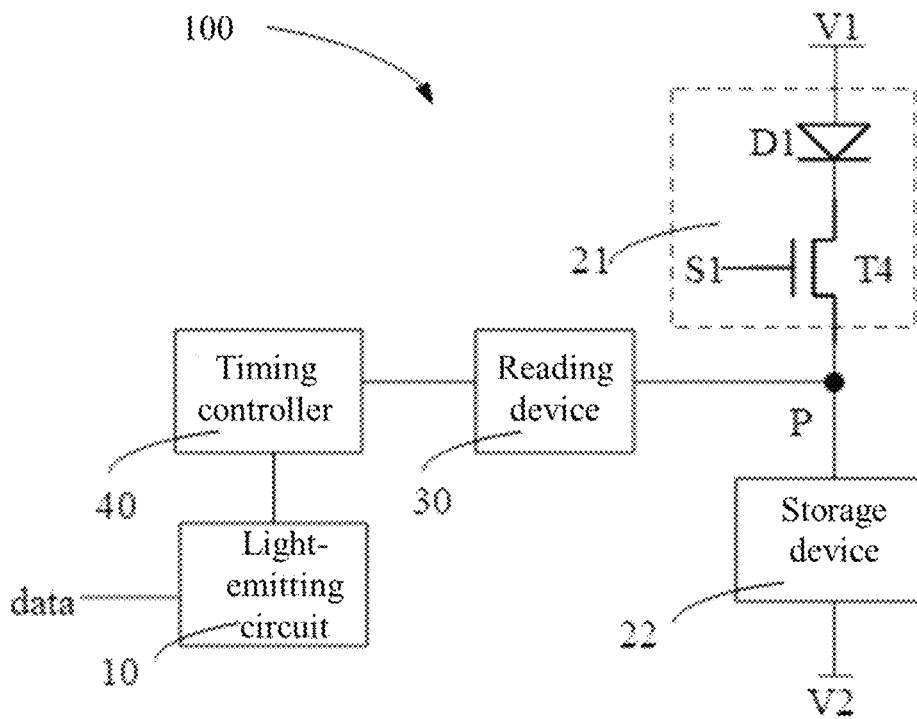 100
V1
D1
21
S1
T4
Timing
controller
Reading
device
P
40
30
Storage
device
Light-
emitting
circuit
data
10
22
V2